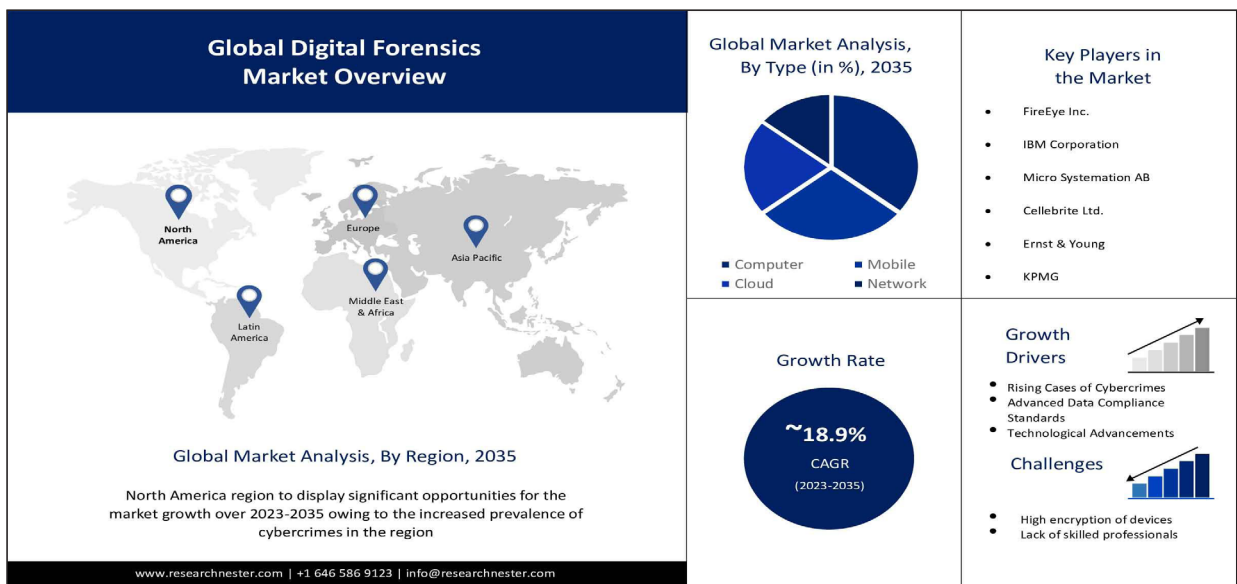 Global Digital Forensics
Market Overview
North
America
Europe
Asia Pacific
Middle East
& Africa
Latin
America
Global Market Analysis, By Region, 2035
North America region to display significant opportunities for the
market growth over 2023-2035 owing to the increased prevalence of
cybercrimes in the region
www.researchnester.com | +1 646 586 9123 | info@researchnester.com
Global Market Analysis,
By Type (in %), 2035
Computer
Mobile
Cloud
Network
Growth Rate
~18.9%
CAGR
(2023-2035)
Key Players in
the Market
• FireEye Inc.
• IBM Corporation
• Micro Systemation AB
• Cellebrite Ltd.
• Ernst & Young
• KPMG
Growth
Drivers
• Rising Cases of Cybercrimes
• Advanced Data Compliance
Standards
• Technological Advancements
Challenges
• High encryption of devices
• Lack of skilled professionals